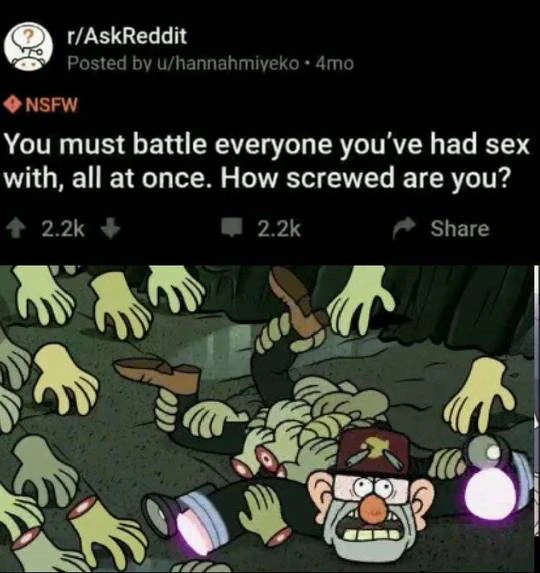 r/AskReddit
Posted by u/hannahmiyeko • 4mo
NSFW
You must battle everyone you've had sex
with, all at once. How screwed are you?
2.2k 2.2k Share